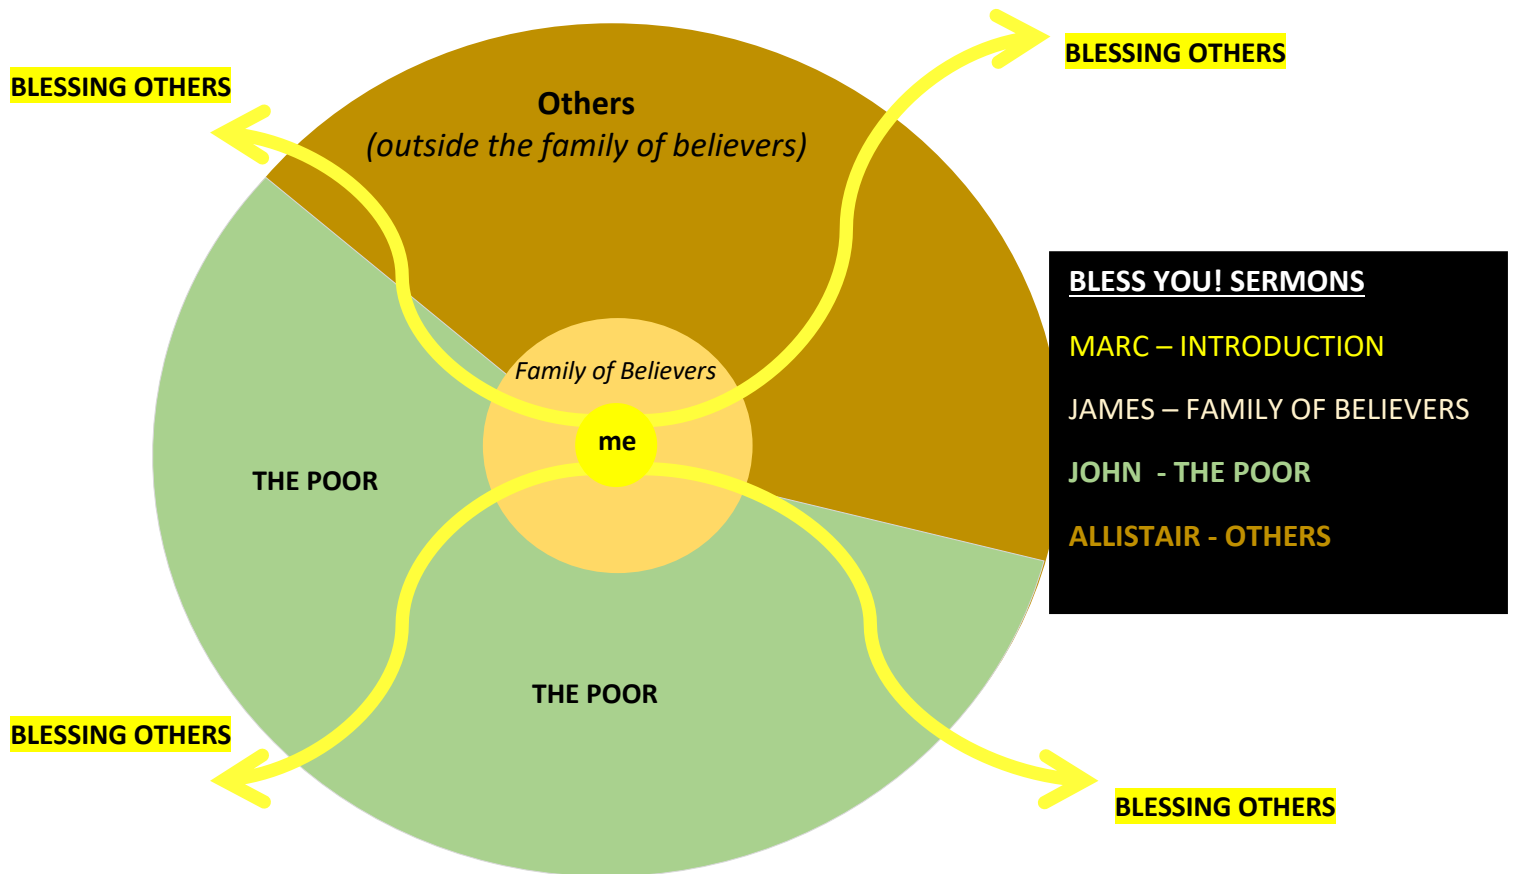 BLESSING OTHERS
BLESSING OTHERS
Others
(outside the family of believers)
Family of Believers
me
THE POOR
THE POOR
BLESSING OTHERS
BLESSING OTHERS
BLESS YOU! SERMONS
MARC – INTRODUCTION
JAMES – FAMILY OF BELIEVERS
JOHN  - THE POOR
ALLISTAIR - OTHERS